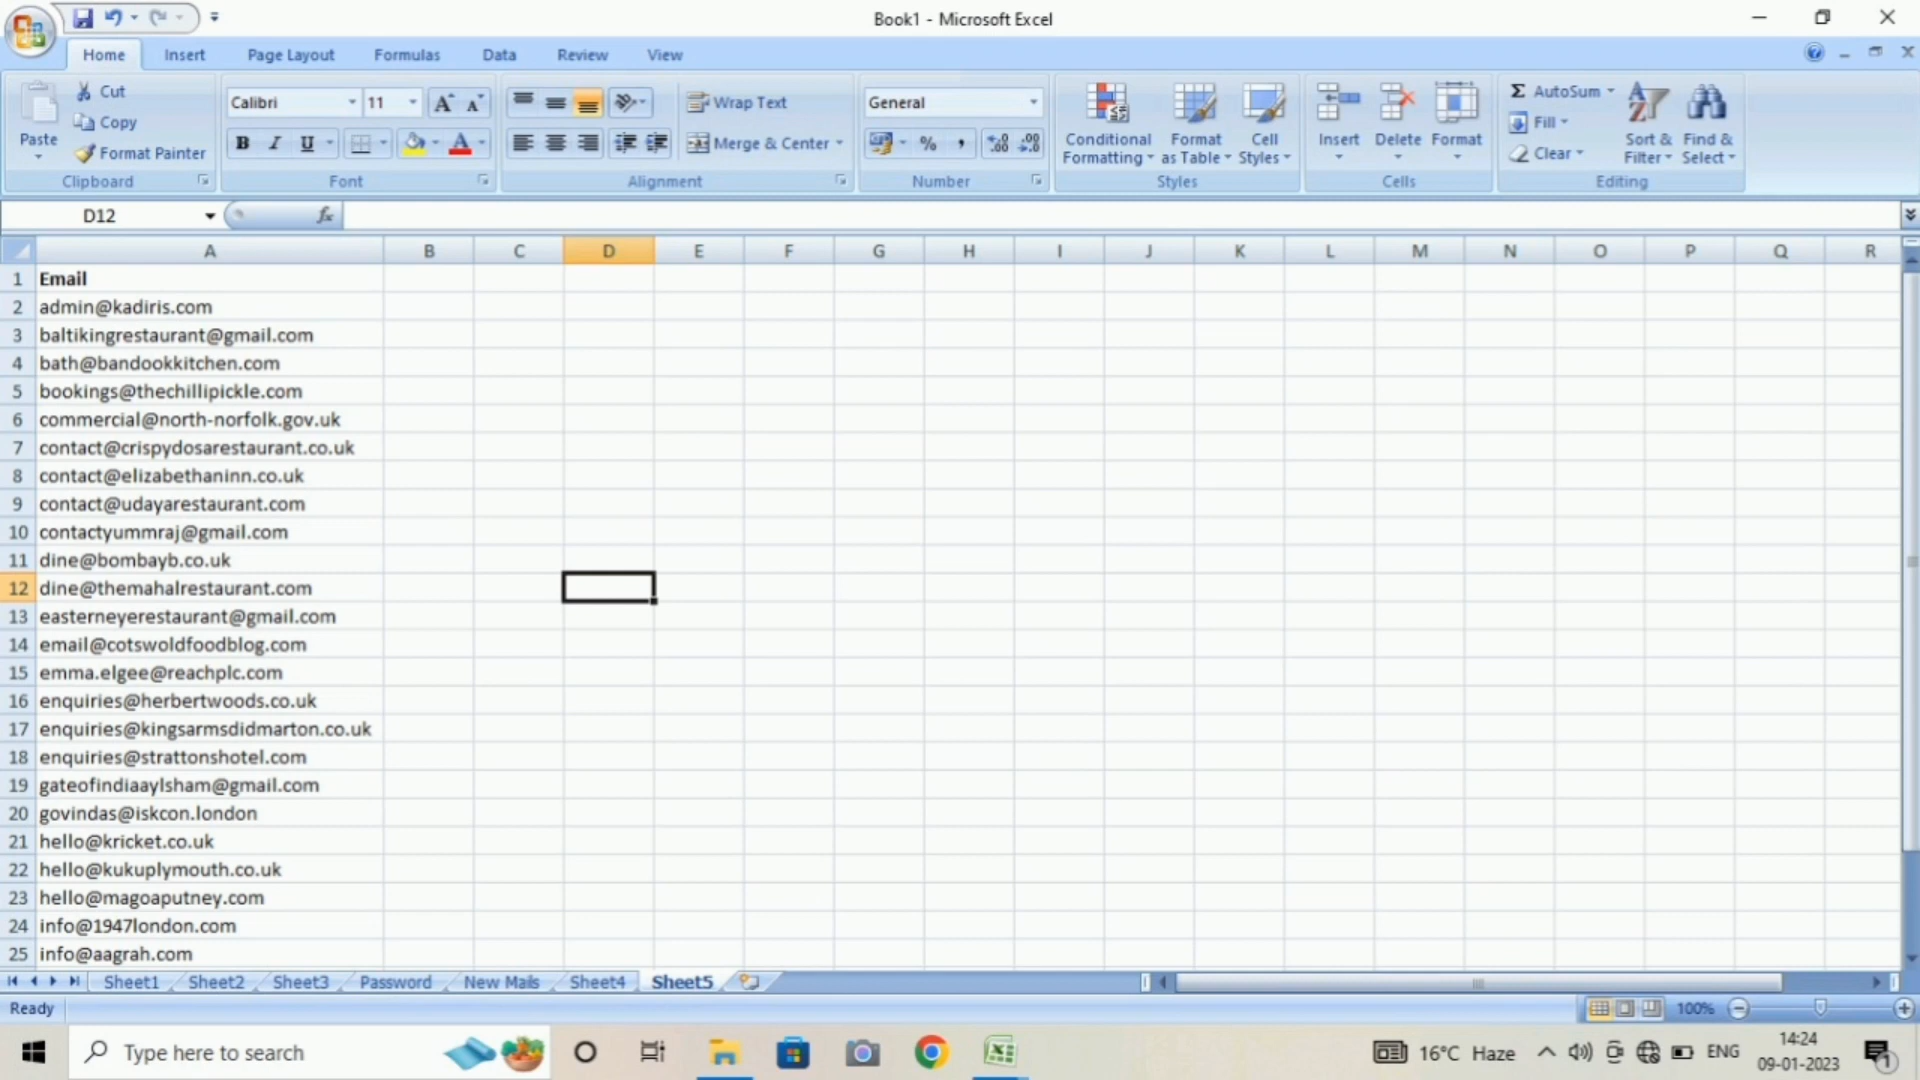 Book1 - Microsoft Excel
Home Insert Page Layout Formulas Data Review View
Paste
Cut
Copy
Format Painter
Clipboard
Calibri 11
B I U
Font
Wrap Text
Merge & Center
Alignment
General
%
Number
Conditional Formatting
Format as Table
Cell Styles
Styles
Insert Delete Format
Cells
Σ AutoSum
Fill
Clear
Sort & Filter
Find & Select
Editing
D12 fx
A B C D E F G H I J K L M N O P Q R
1 Email
2 admin@kadiris.com
3 baltikingrestaurant@gmail.com
4 bath@bandookkitchen.com
5 bookings@thechillipickle.com
6 commercial@north-norfolk.gov.uk
7 contact@crispydosarestaurant.co.uk
8 contact@elizabethaninn.co.uk
9 contact@udayarestaurant.com
10 contactyummraj@gmail.com
11 dine@bombayb.co.uk
12 dine@themahalrestaurant.com
13 easterneyerestaurant@gmail.com
14 email@cotswoldfoodblog.com
15 emma.elgee@reachplc.com
16 enquiries@herbertwoods.co.uk
17 enquiries@kingsarmsdidmarton.co.uk
18 enquiries@strattonshotel.com
19 gateofindiaaylsham@gmail.com
20 govindas@iskcon.london
21 hello@kricket.co.uk
22 hello@kukuplymouth.co.uk
23 hello@magoaputney.com
24 info@1947london.com
25 info@aagrah.com
Sheet1 Sheet2 Sheet3 Password New Mails Sheet4 Sheet5
Ready 100%
Type here to search
16°C Haze ENG
14:24
09-01-2023
1